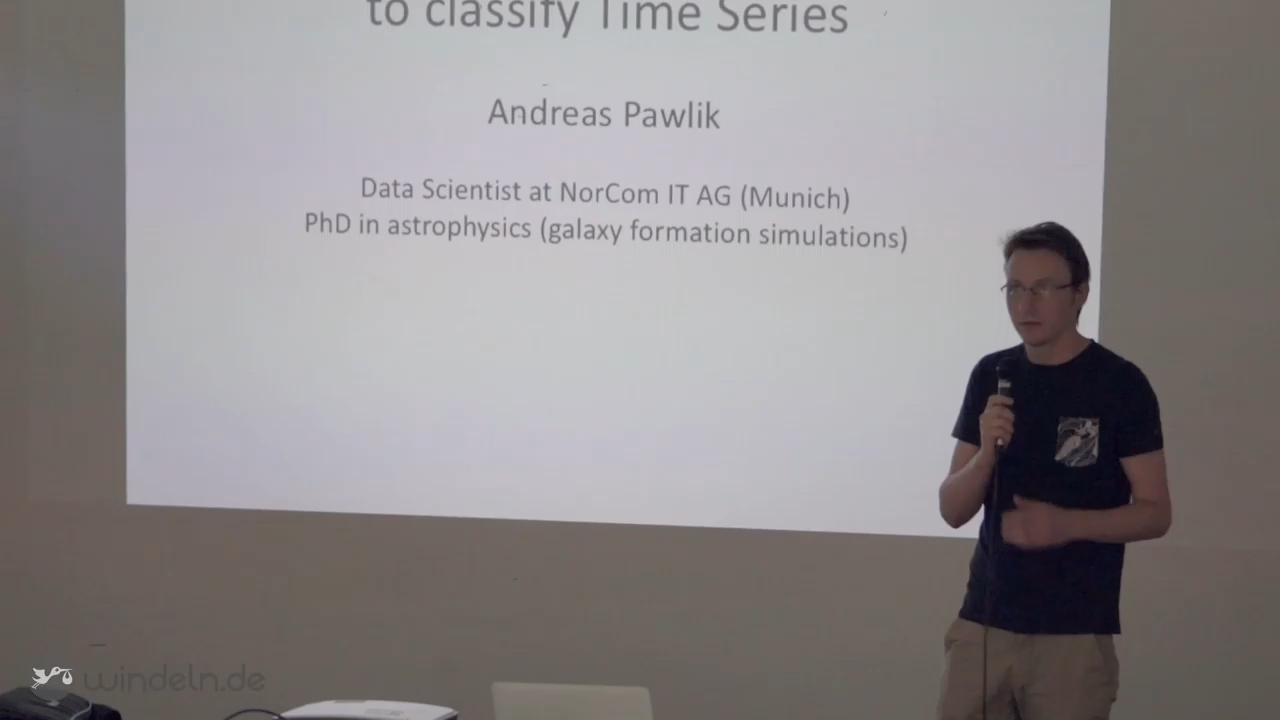 to classify Time Series
Andreas Pawlik
Data Scientist at NorCom IT AG (Munich)
PhD in astrophysics (galaxy formation simulations)
windeln.de